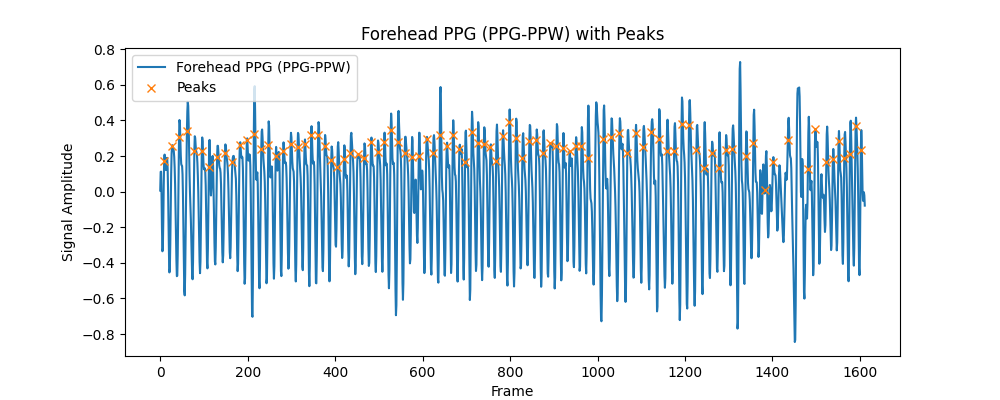 Forehead PPG (PPG-PPW) with Peaks
Forehead PPG (PPG-PPW)
Peaks
Signal Amplitude
0.8
0.6
0.4
0.2
0.0
−0.2
−0.4
−0.6
−0.8
0 200 400 600 800 1000 1200 1400 1600
Frame